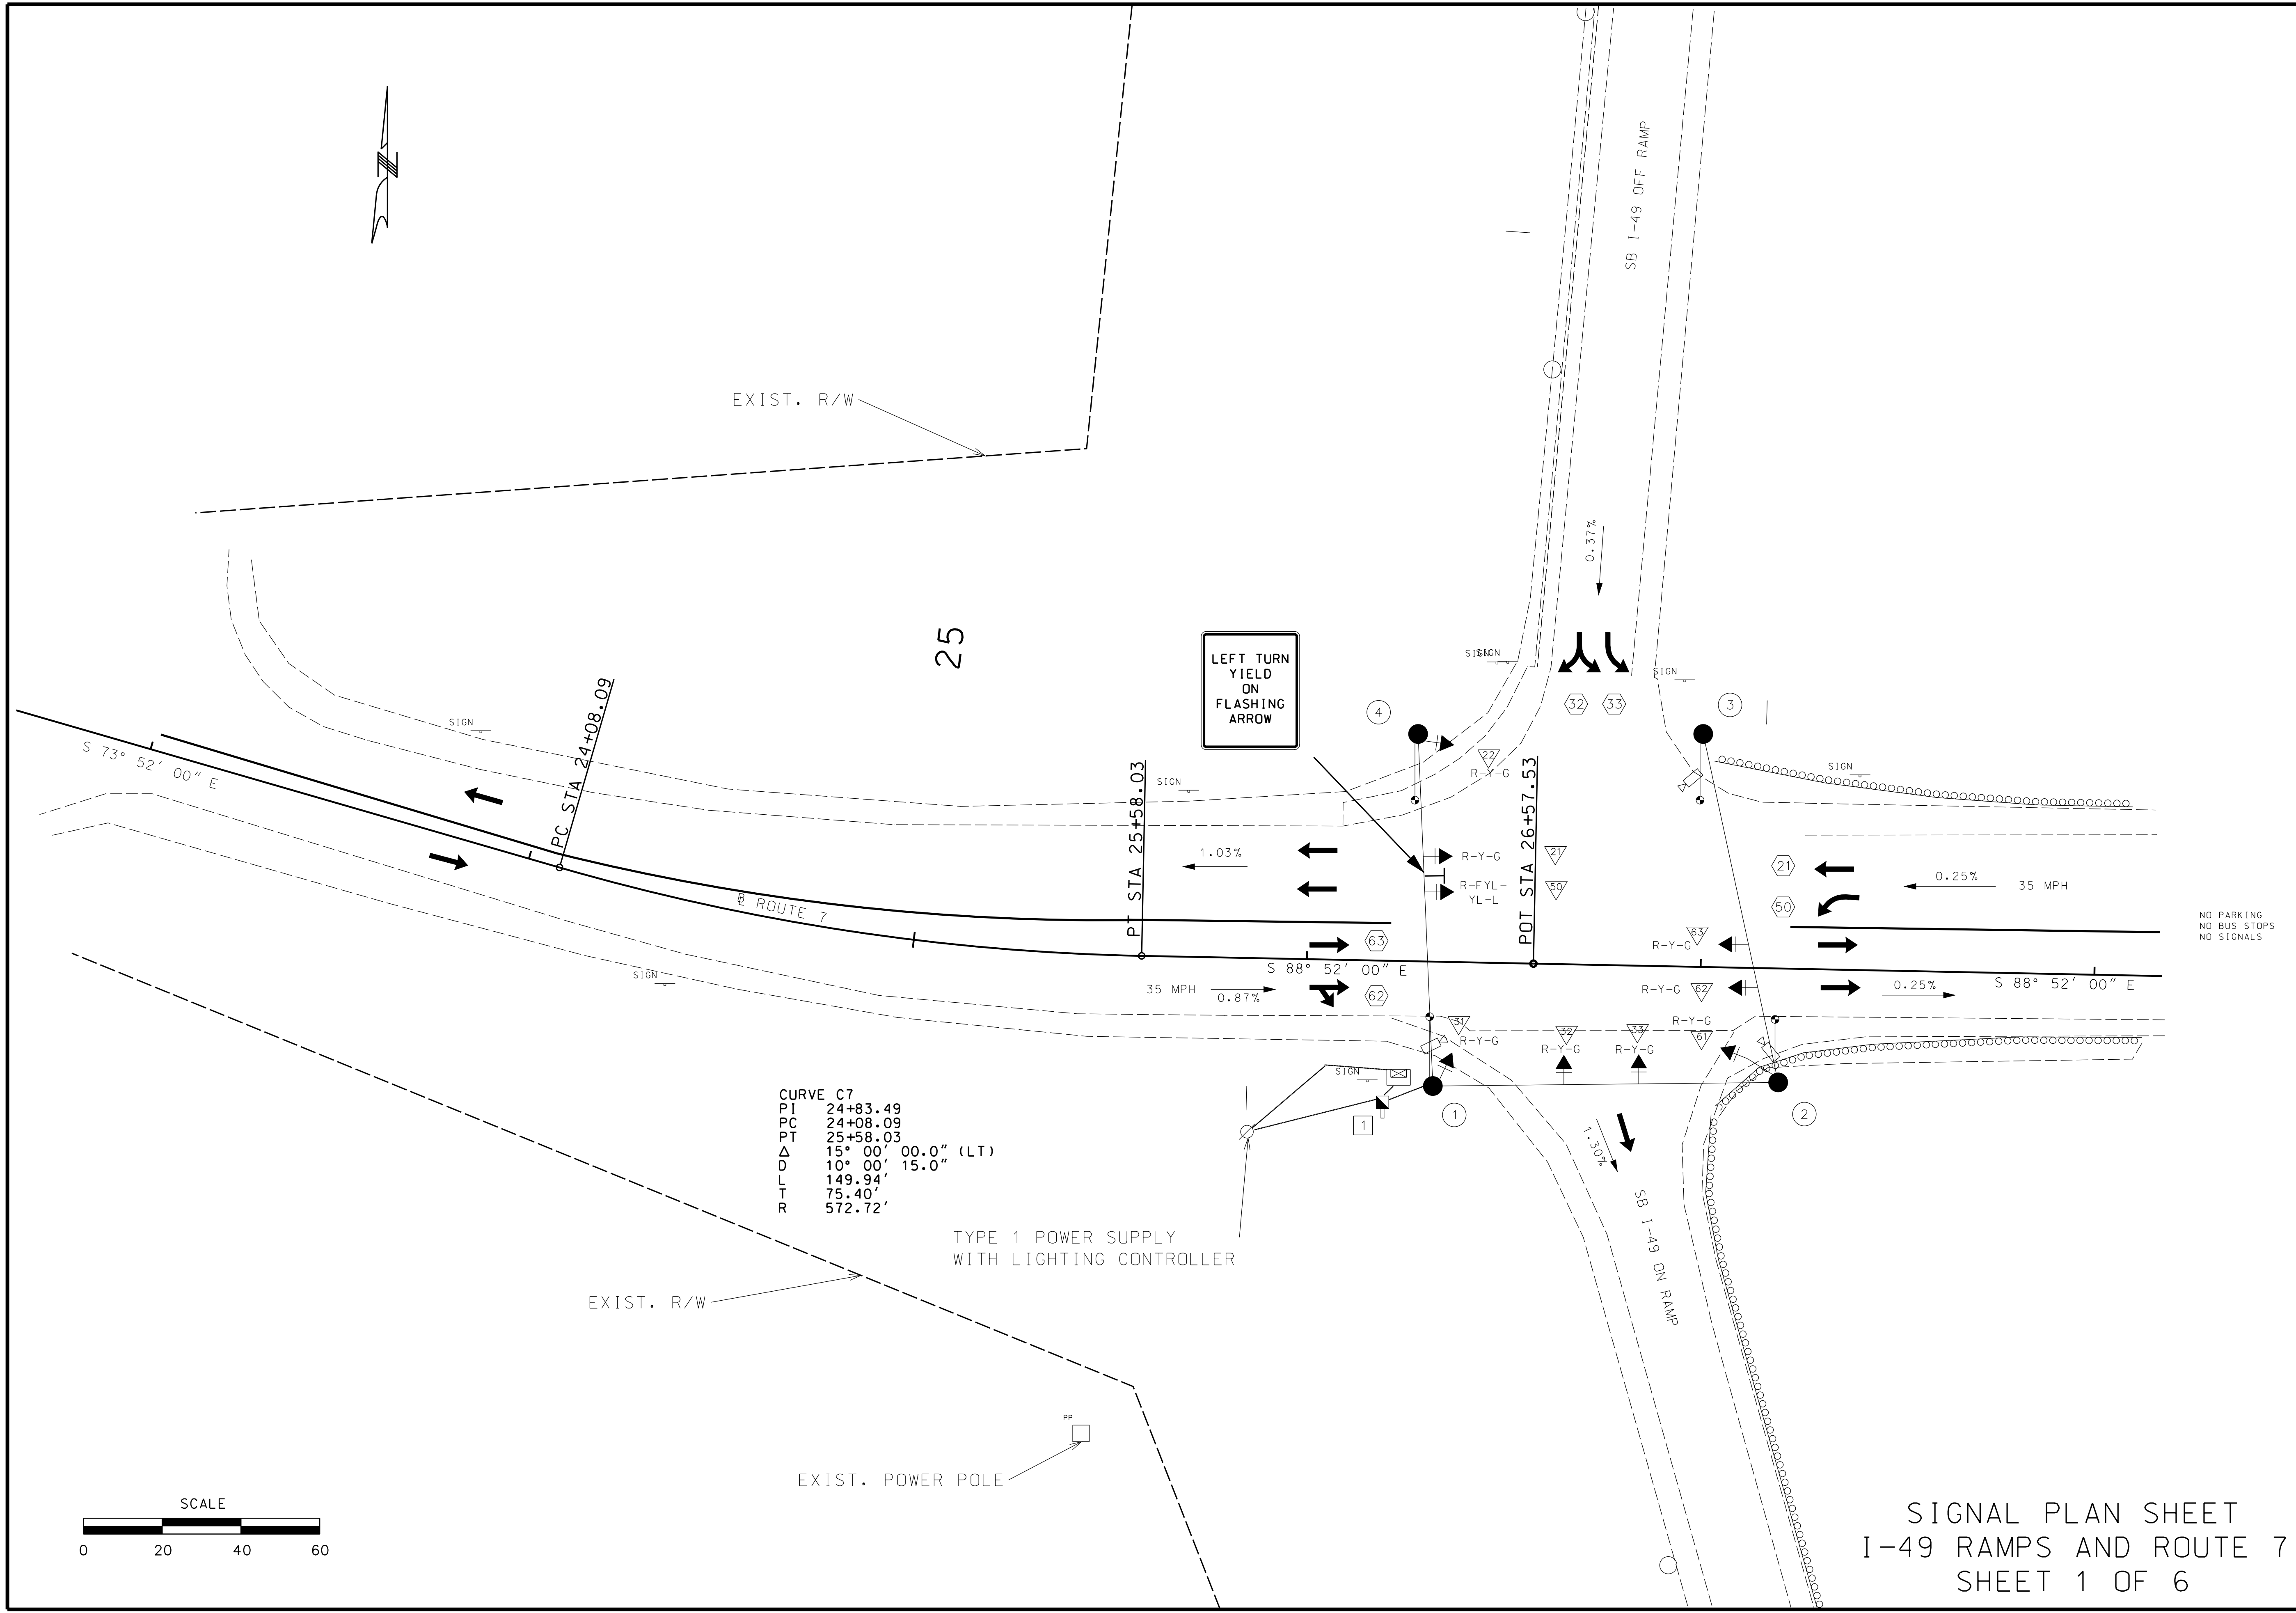 SB I-49 OFF RAMP
EXIST. R/W
0.37%
25
LEFT TURN
YIELD
ON
FLASHING
ARROW
SIGN
SIGN
SIGN
32
33
4
3
SIGN
PC STA 24+08.09
S 73° 52' 00" E
22
R-Y-G
SIGN
SIGN
PT STA 25+58.03
POT STA 26+57.53
1.03%
R-Y-G
21
R-FYL-
YL-L
50
21
0.25%
35 MPH
50
NO PARKING
NO BUS STOPS
NO SIGNALS
ROUTE 7
63
63
R-Y-G
S 88° 52' 00" E
SIGN
35 MPH
0.87%
62
R-Y-G
62
0.25%
S 88° 52' 00" E
31
R-Y-G
32
R-Y-G
33
R-Y-G
R-Y-G
61
SIGN
1
1
2
CURVE C7
PI 24+83.49
PC 24+08.09
PT 25+58.03
Δ 15° 00' 00.0" (LT)
D 10° 00' 15.0"
L 149.94'
T 75.40'
R 572.72'
1.30%
SB I-49 ON RAMP
TYPE 1 POWER SUPPLY
WITH LIGHTING CONTROLLER
EXIST. R/W
PP
EXIST. POWER POLE
SCALE
0 20 40 60
SIGNAL PLAN SHEET
I-49 RAMPS AND ROUTE 7
SHEET 1 OF 6